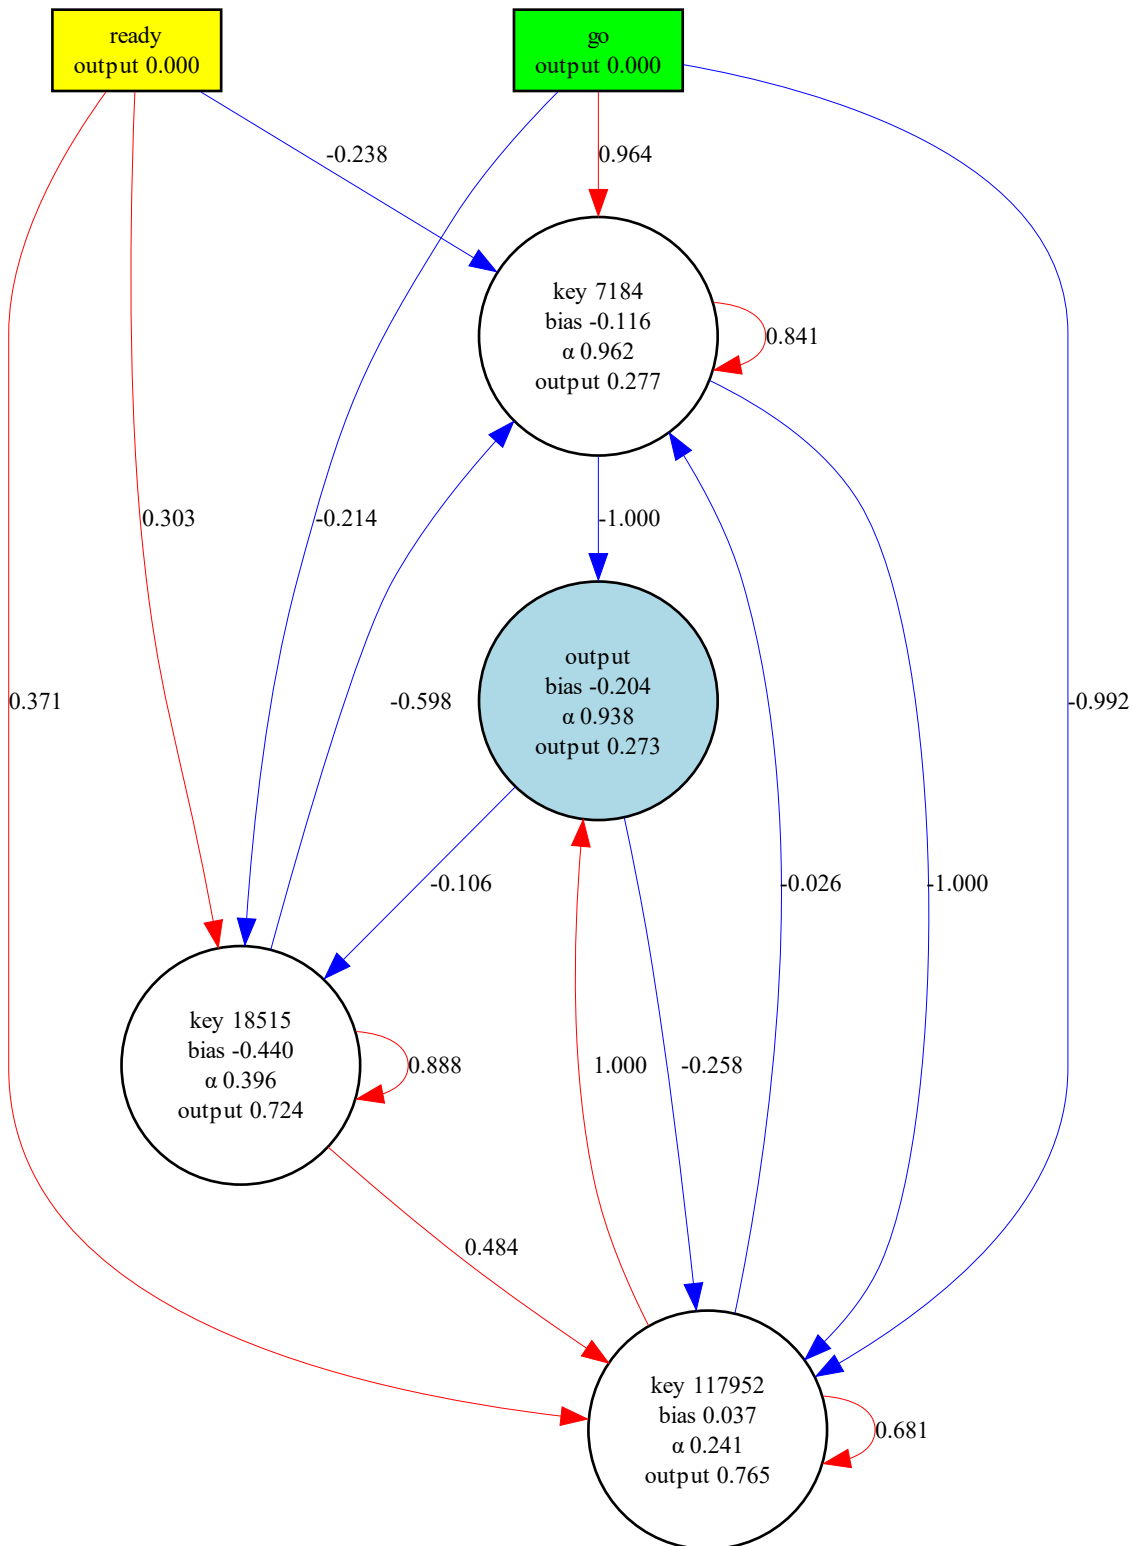 ready
output 0.000
go
output 0.000
-0.238
0.964
key 7184
bias -0.116
α 0.962
output 0.277
0.841
0.303
-0.214
-1.000
output
bias -0.204
α 0.938
output 0.273
0.371
-0.598
-0.992
-0.106
-0.026
-1.000
key 18515
bias -0.440
α 0.396
output 0.724
0.888
1.000
-0.258
0.484
key 117952
bias 0.037
α 0.241
output 0.765
0.681